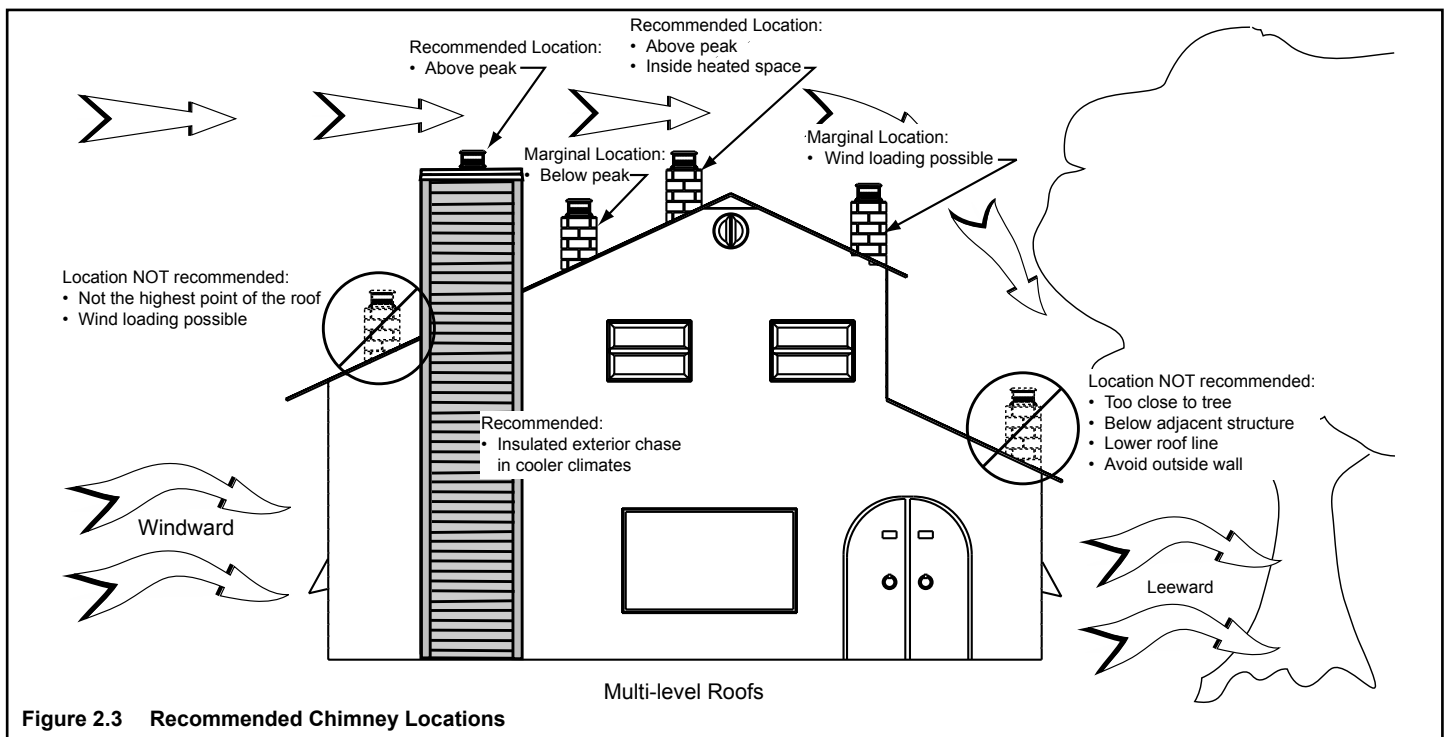 Recommended Location:
• Above peak
Recommended Location:
• Above peak
• Inside heated space
Marginal Location:
• Below peak
Marginal Location:
• Wind loading possible
Location NOT recommended:
• Not the highest point of the roof
• Wind loading possible
Recommended:
• Insulated exterior chase
in cooler climates
Location NOT recommended:
• Too close to tree
• Below adjacent structure
• Lower roof line
• Avoid outside wall
Windward
Leeward
Multi-level Roofs
Figure 2.3 Recommended Chimney Locations